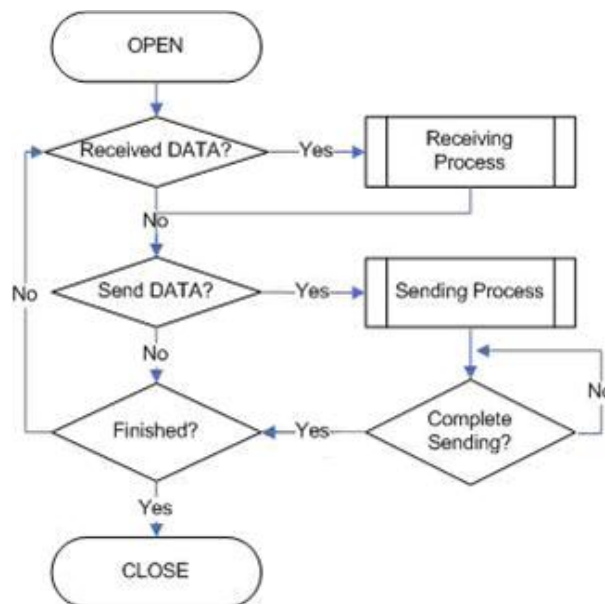 OPEN
Received DATA?
Yes
Receiving
Process
No
Send DATA?
Yes
Sending Process
No
No
Finished?
Yes
Complete
Sending?
No
Yes
CLOSE